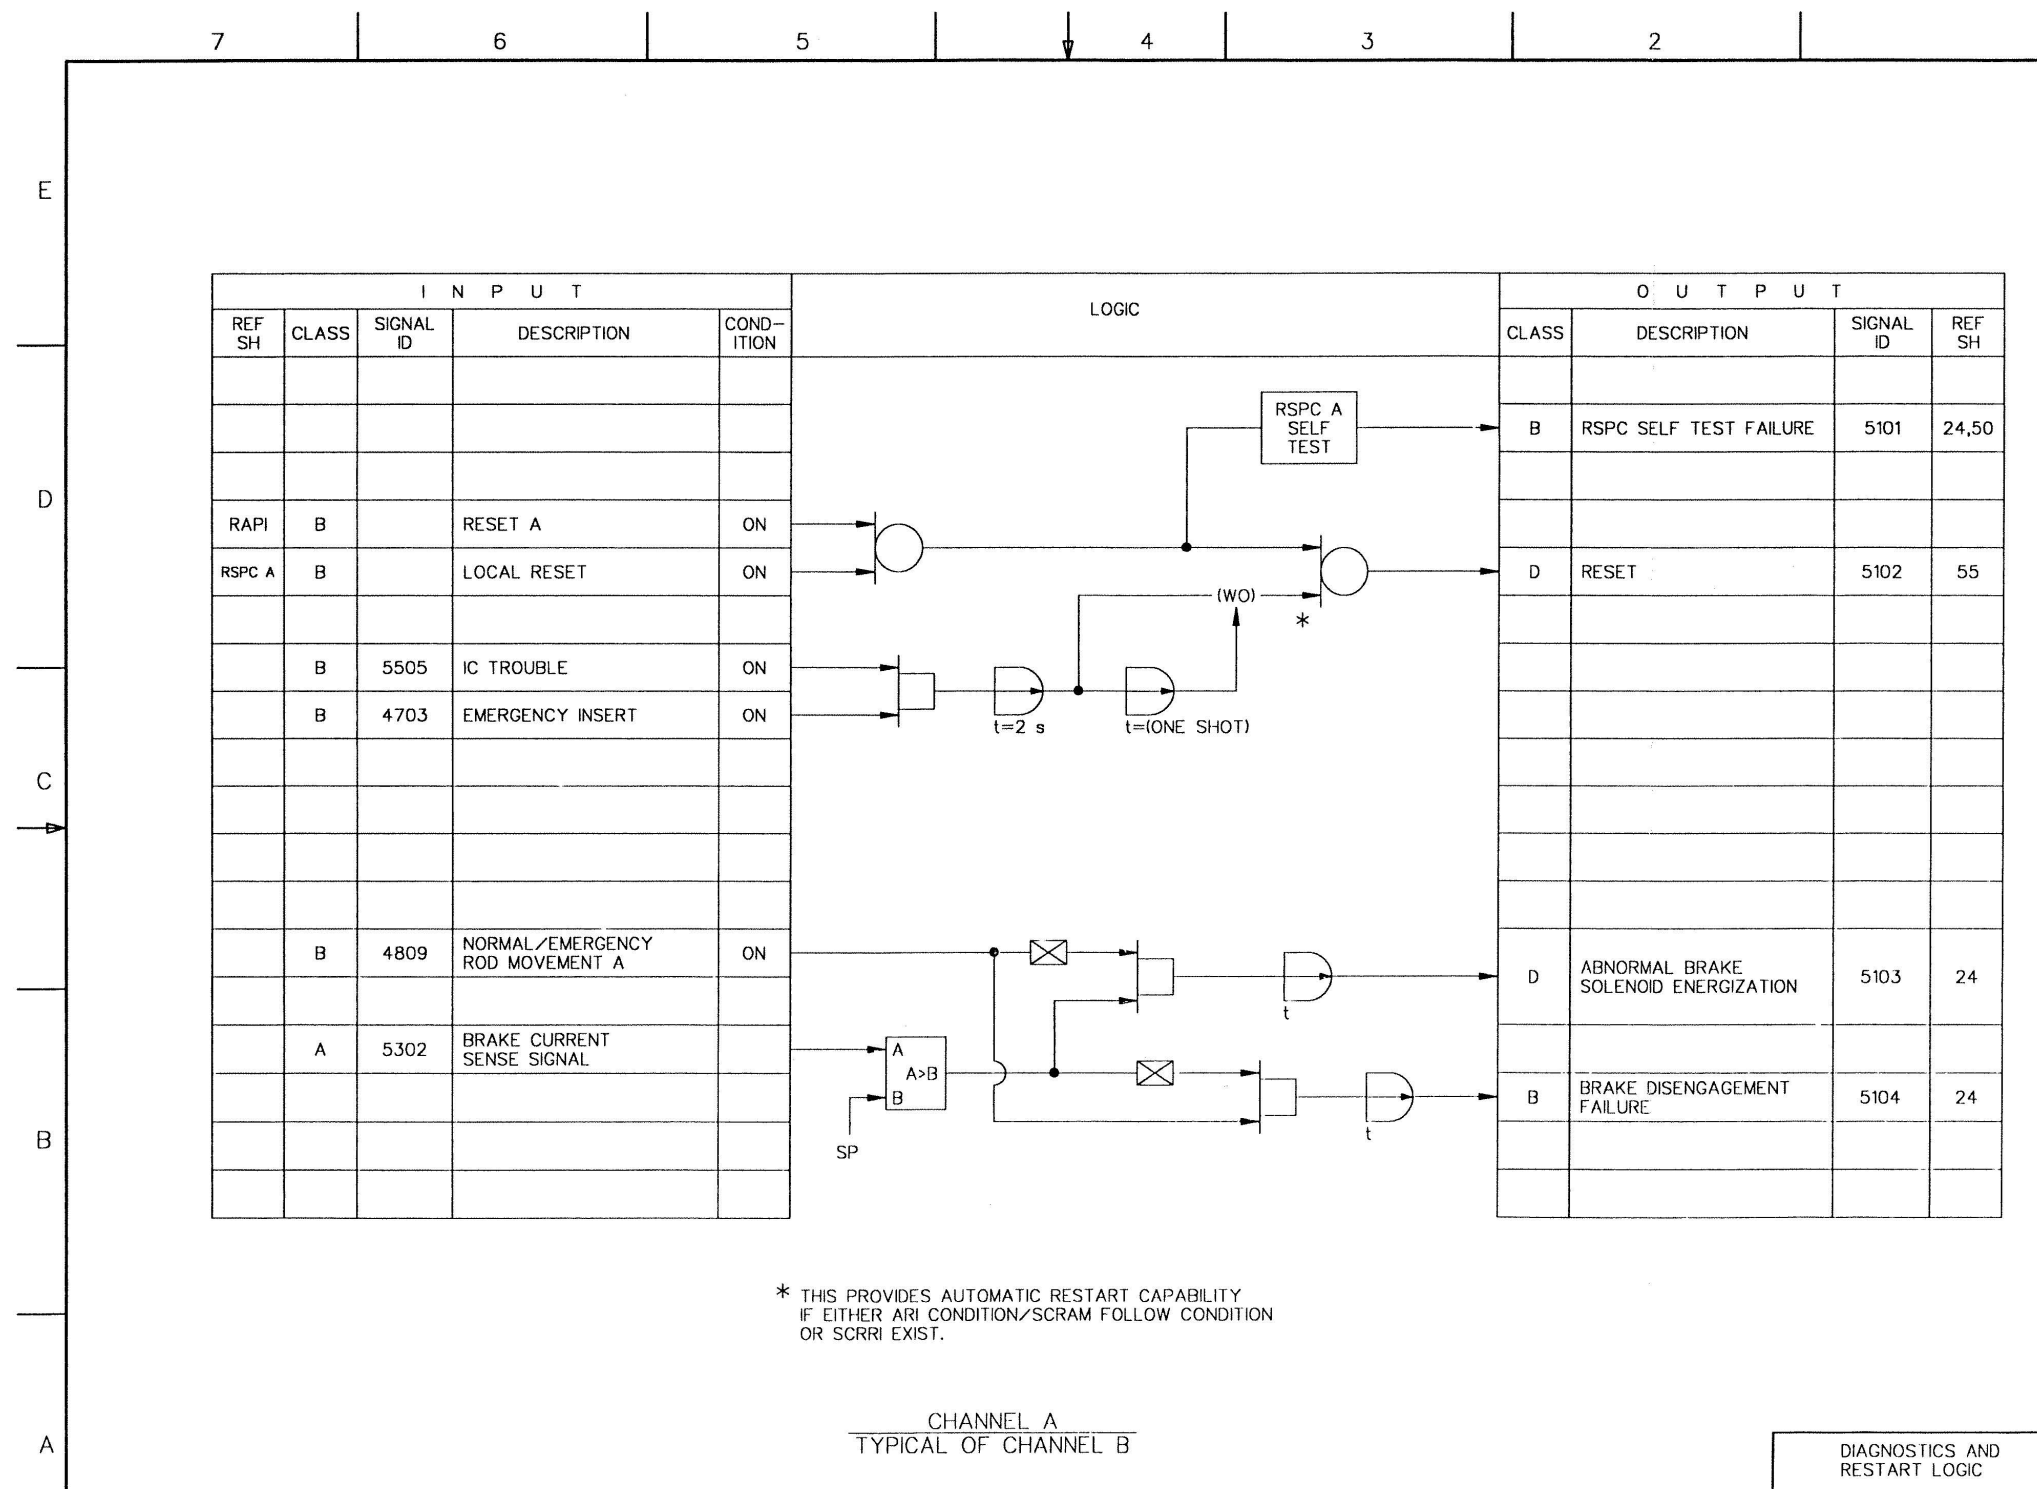 7 6 5 4 3 2
E
D
C
B
A
I N P U T
LOGIC
O U T P U T
REF SH
CLASS
SIGNAL ID
DESCRIPTION
COND-ITION
CLASS
DESCRIPTION
SIGNAL ID
REF SH
RSPC A
SELF
TEST
B RSPC SELF TEST FAILURE 5101 24,50
RAPI B RESET A ON
RSPC A B LOCAL RESET ON
D RESET 5102 55
(WO)
*
B 5505 IC TROUBLE ON
B 4703 EMERGENCY INSERT ON
t=2 s
t=(ONE SHOT)
B 4809 NORMAL/EMERGENCY
ROD MOVEMENT A ON
D ABNORMAL BRAKE
SOLENOID ENERGIZATION 5103 24
t
A 5302 BRAKE CURRENT
SENSE SIGNAL
A
A>B
B
SP
t
B BRAKE DISENGAGEMENT
FAILURE 5104 24
* THIS PROVIDES AUTOMATIC RESTART CAPABILITY
IF EITHER ARI CONDITION/SCRAM FOLLOW CONDITION
OR SCRRI EXIST.
CHANNEL A
TYPICAL OF CHANNEL B
DIAGNOSTICS AND
RESTART LOGIC